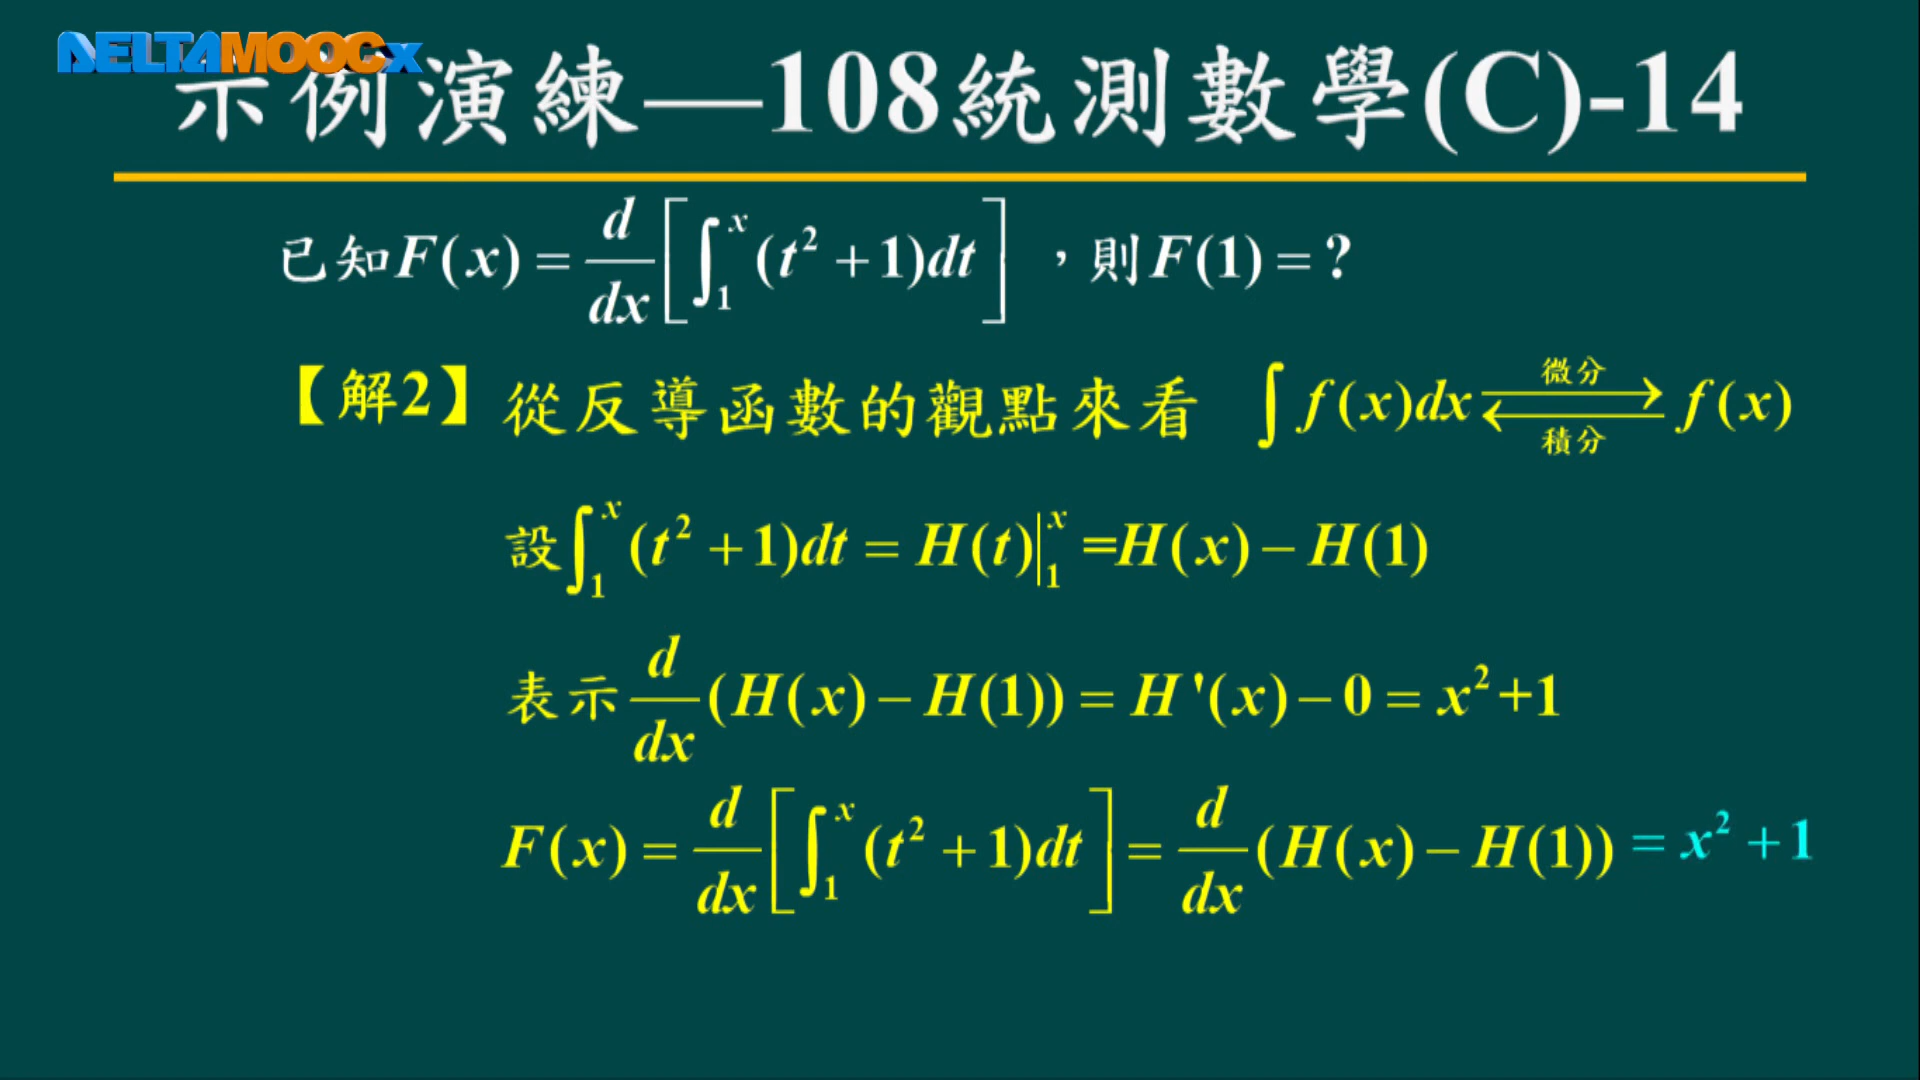 DELTAMOOCx
示例演練—108統測數學(C)-14
已知F(x) = d/dx [∫₁ˣ (t² + 1)dt] ，則F(1) = ?
【解2】從反導函數的觀點來看 ∫ f(x)dx ⇄ f(x) 微分 積分
設∫₁ˣ (t² + 1)dt = H(t)|₁ˣ =H(x) − H(1)
表示 d/dx (H(x) − H(1)) = H'(x) − 0 = x²+1
F(x) = d/dx [∫₁ˣ (t² + 1)dt] = d/dx (H(x) − H(1)) = x² + 1